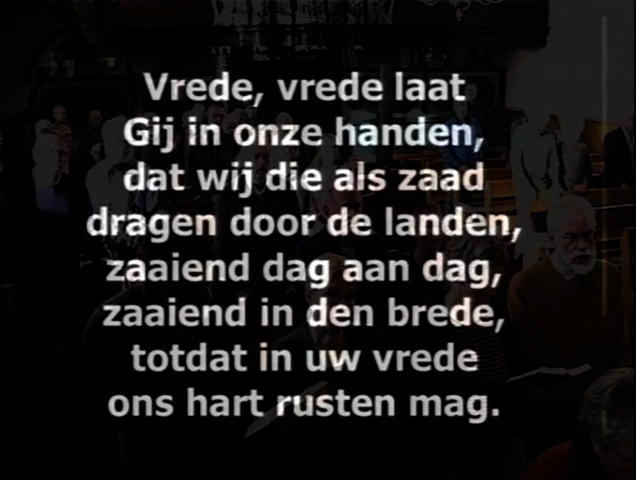 Vrede, vrede laat
Gij in onze handen,
dat wij die als zaad
dragen door de landen,
zaaiend dag aan dag,
zaaiend in den brede,
totdat in uw vrede
ons hart rusten mag.